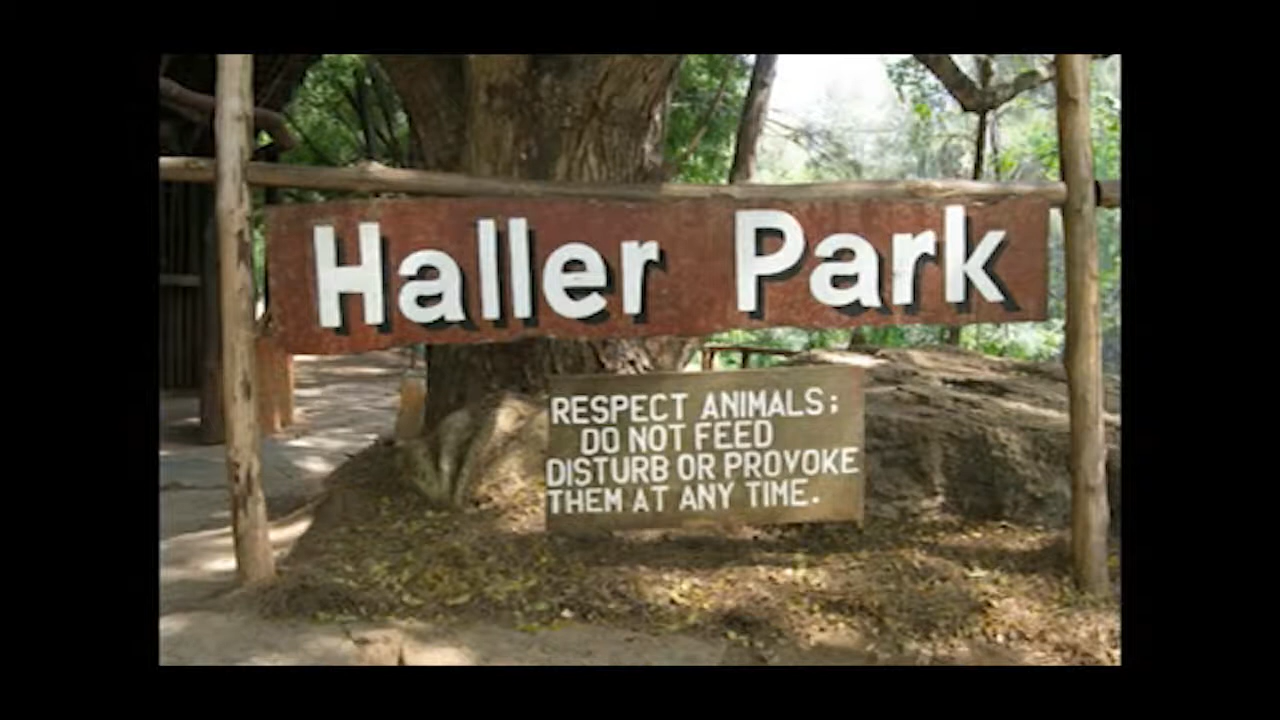 Haller Park
RESPECT ANIMALS;
DO NOT FEED
DISTURB OR PROVOKE
THEM AT ANY TIME.